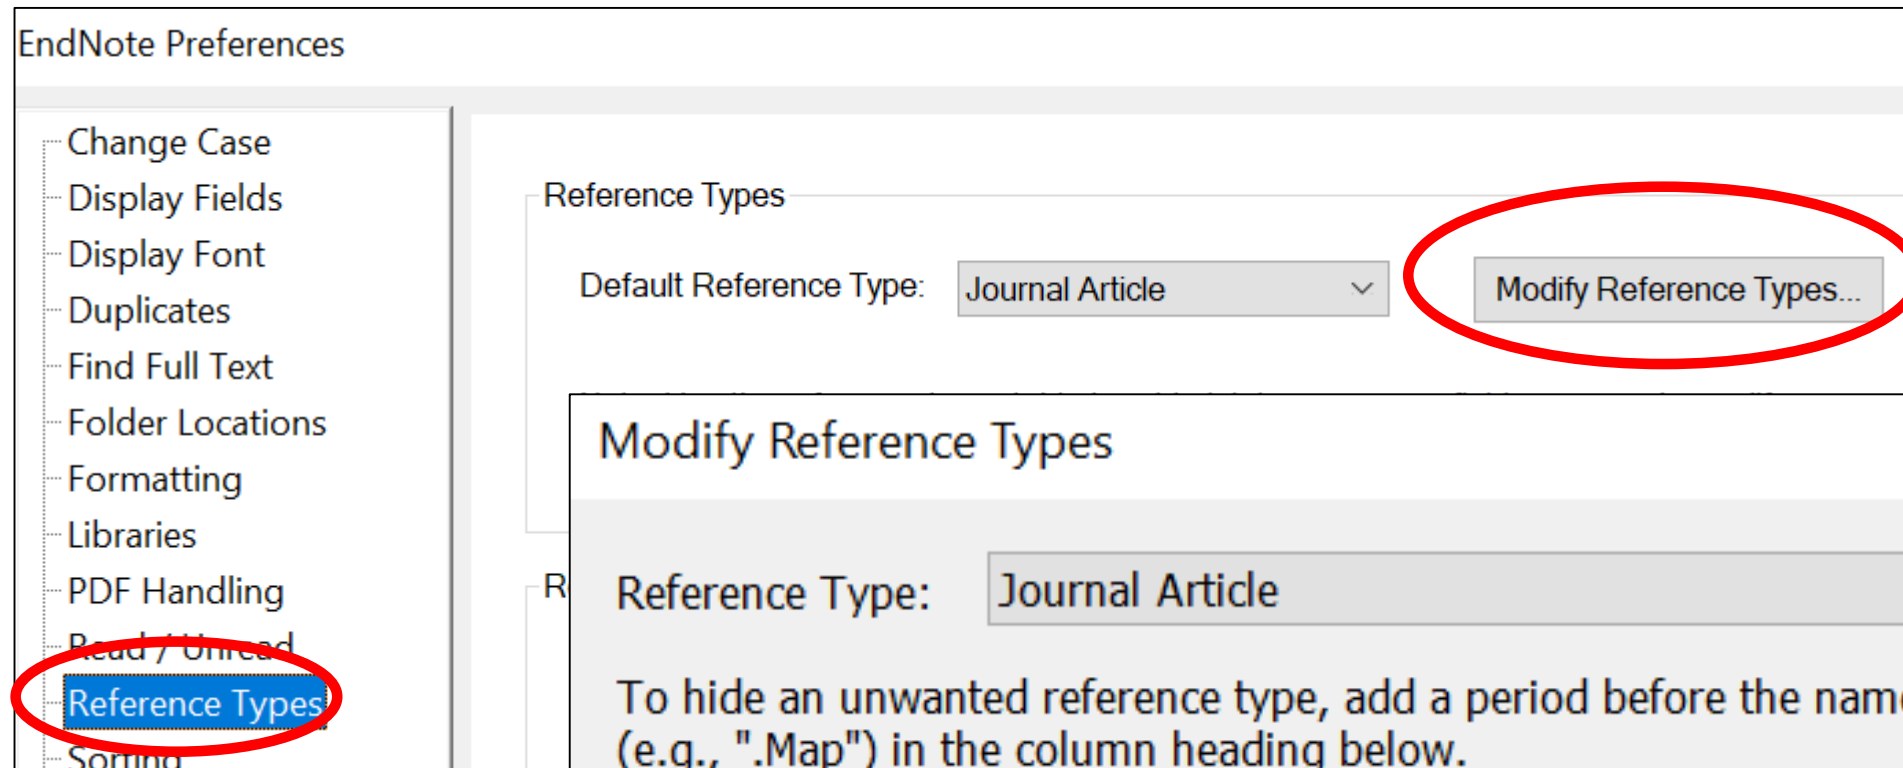 EndNote Preferences
Change Case
Display Fields
Display Font
Duplicates
Find Full Text
Folder Locations
Formatting
Libraries
PDF Handling
Read / Unread
Reference Types
Sorting
Reference Types
Default Reference Type: Journal Article
Modify Reference Types...
Modify Reference Types
Reference Type: Journal Article
To hide an unwanted reference type, add a period before the name
(e.g., ".Map") in the column heading below.